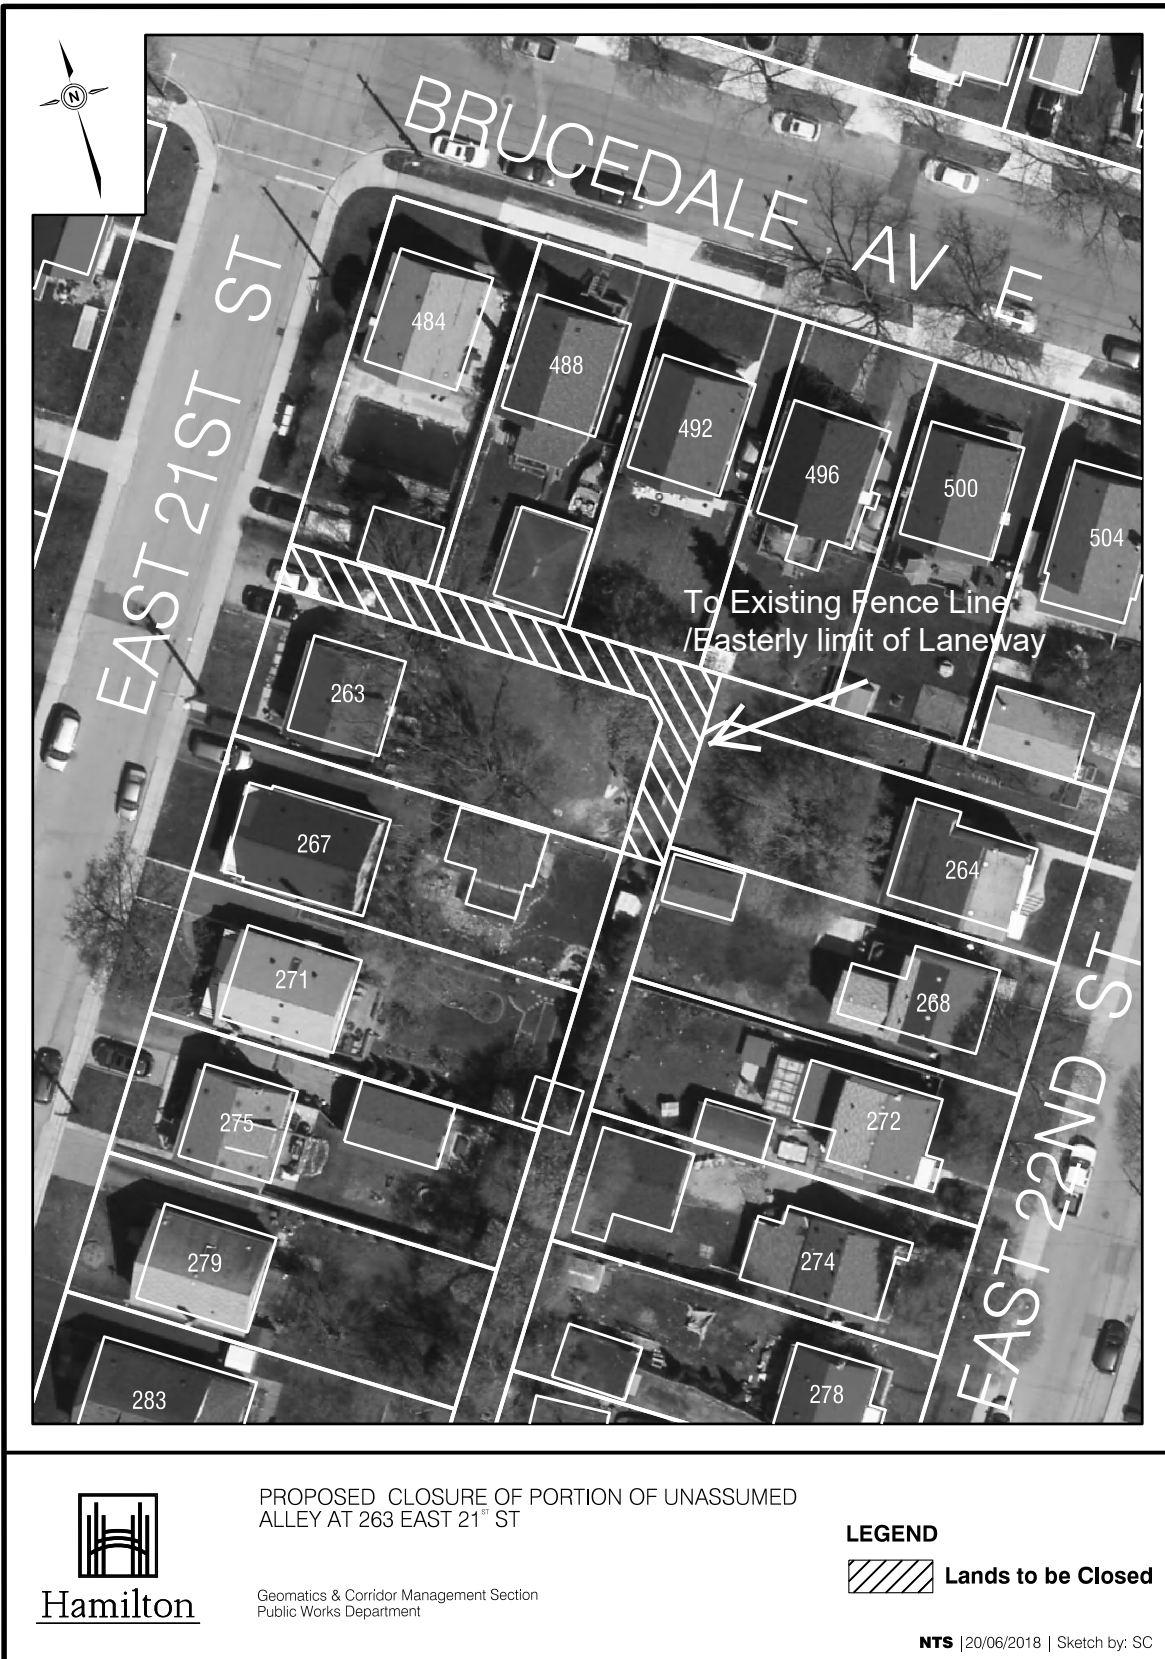 N
BRUCEDALE AV E
EAST 21ST ST
484
488
492
496
500
504
To Existing Fence Line
/Easterly limit of Laneway
263
267
264
271
268
275
272
279
274
283
278
EAST 22ND ST
PROPOSED CLOSURE OF PORTION OF UNASSUMED
ALLEY AT 263 EAST 21ST ST
LEGEND
Lands to be Closed
Hamilton
Geomatics & Corridor Management Section
Public Works Department
NTS | 20/06/2018 | Sketch by: SC